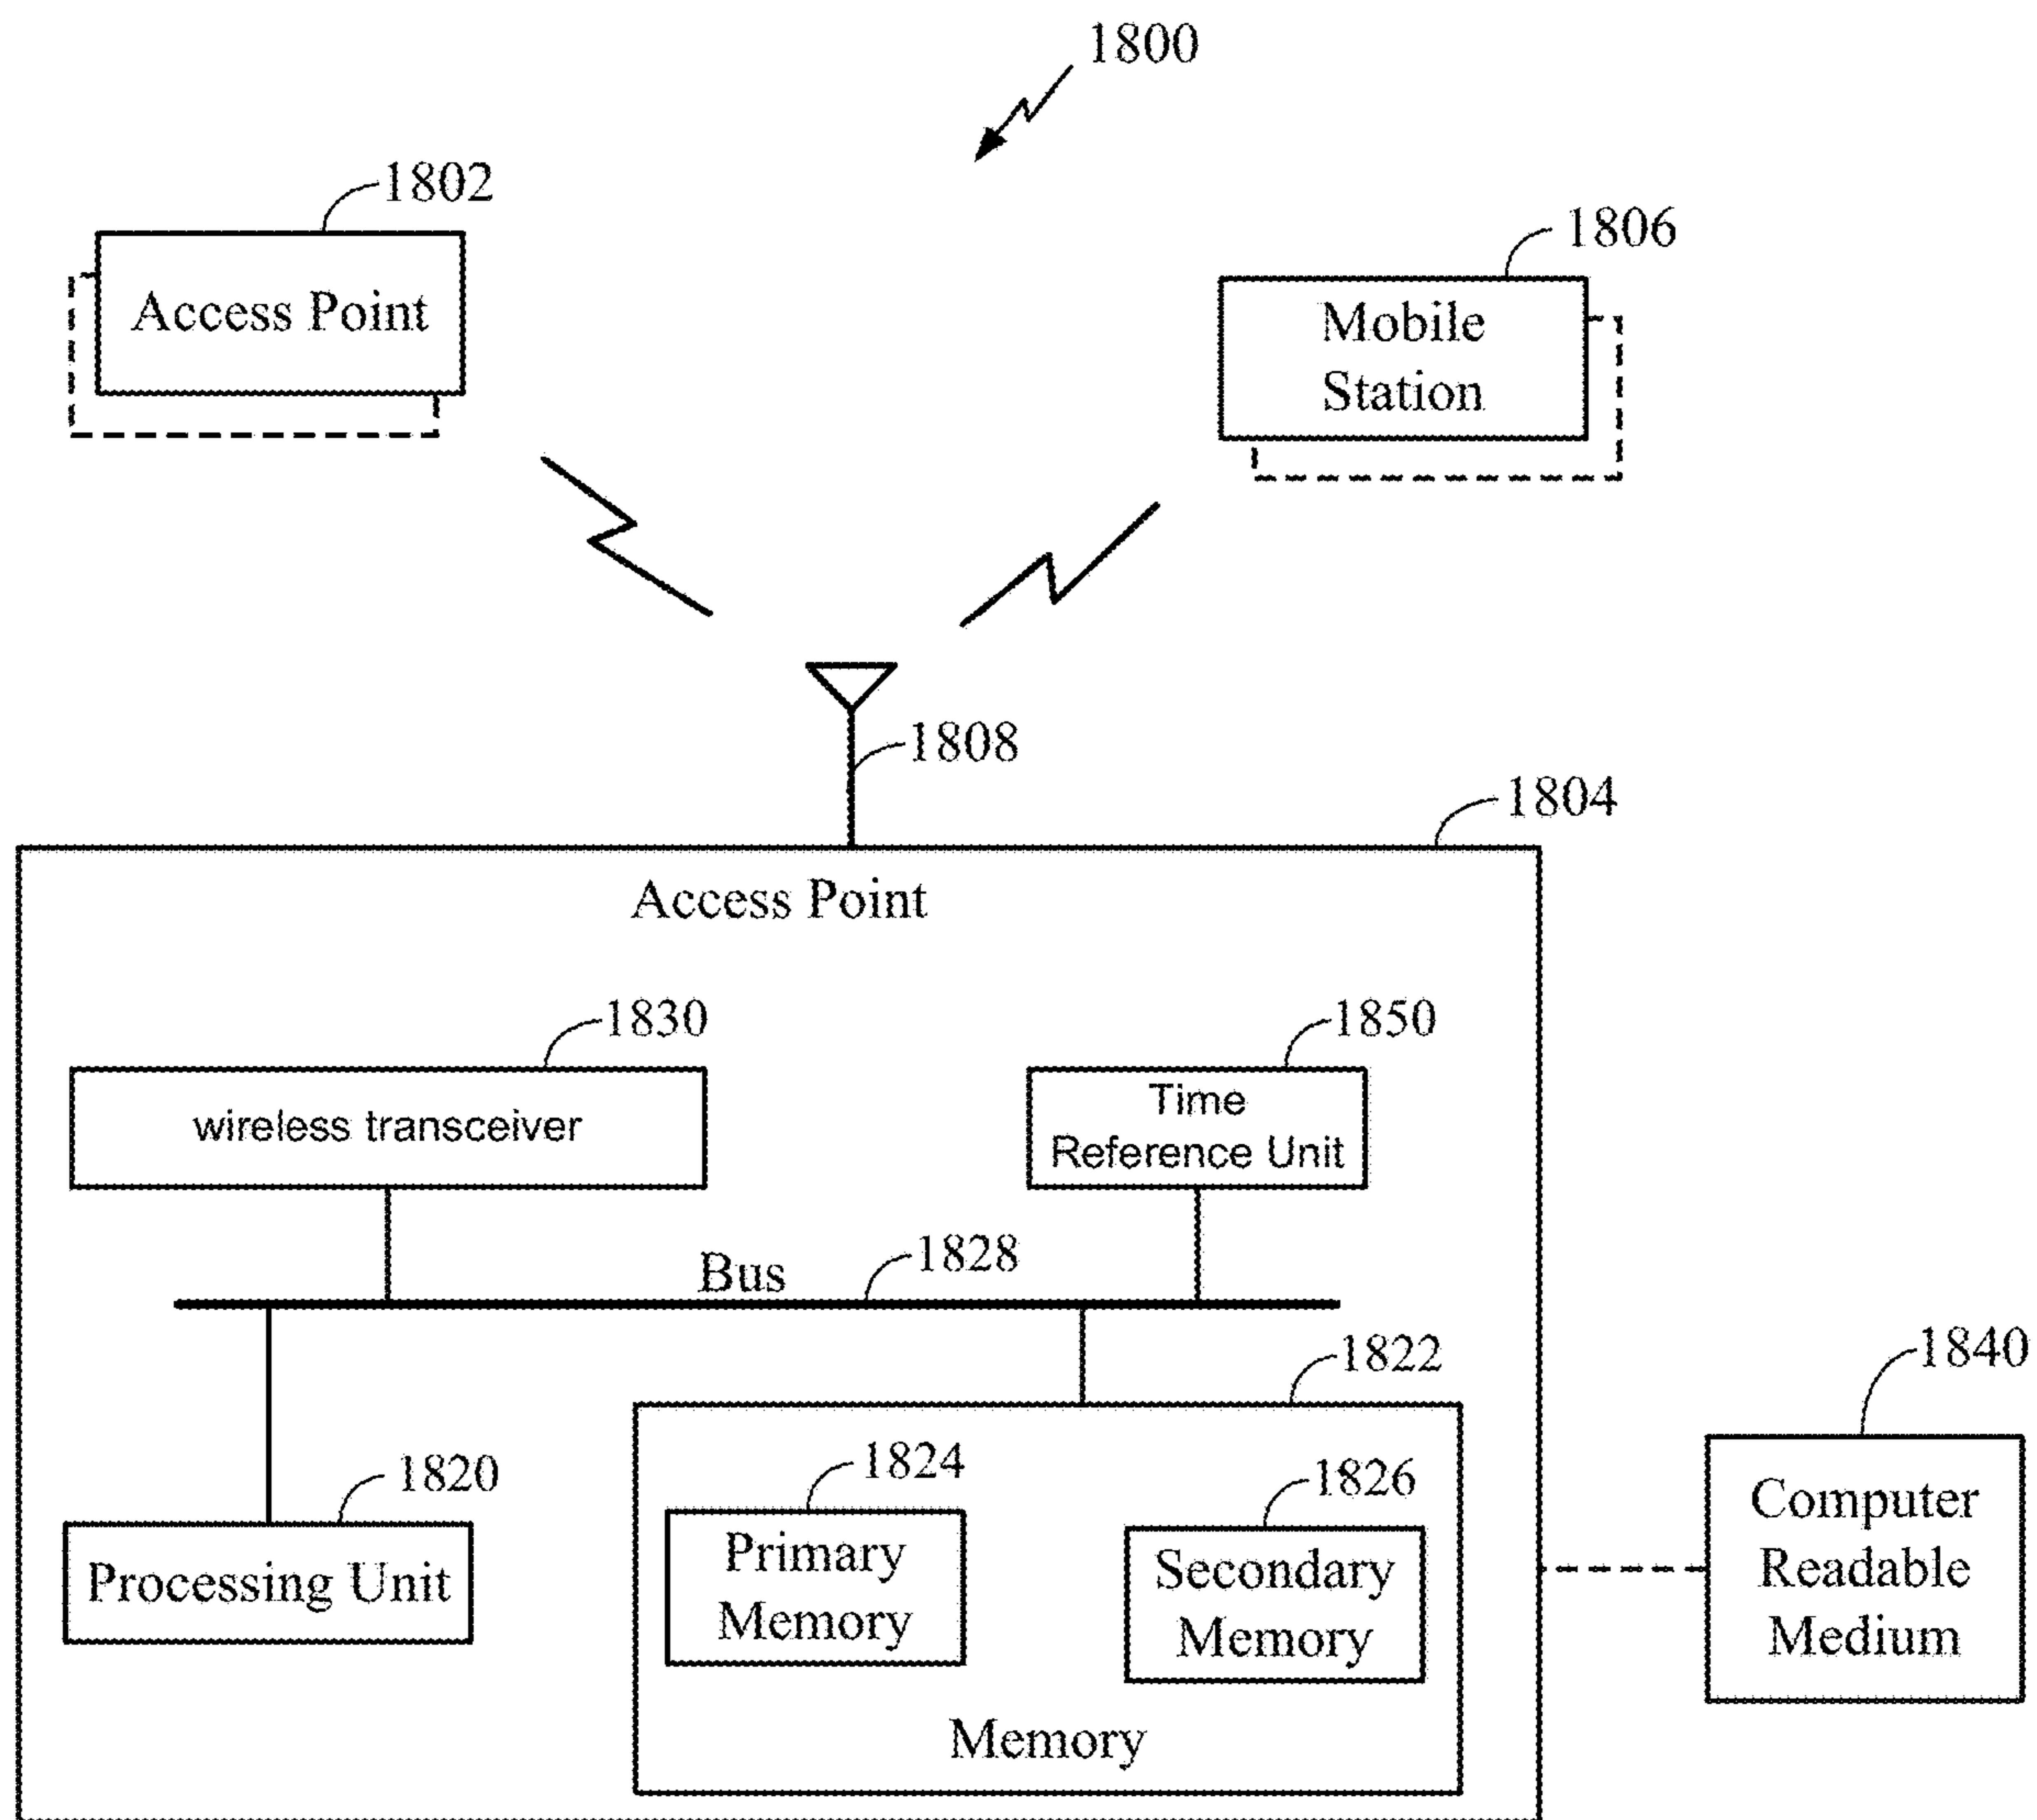 1800
1802
Access Point
1806
Mobile
Station
1808
1804
Access Point
1830
wireless transceiver
1850
Time
Reference Unit
Bus
1828
1822
1840
1820
Processing Unit
1824
Primary
Memory
1826
Secondary
Memory
Memory
Computer
Readable
Medium